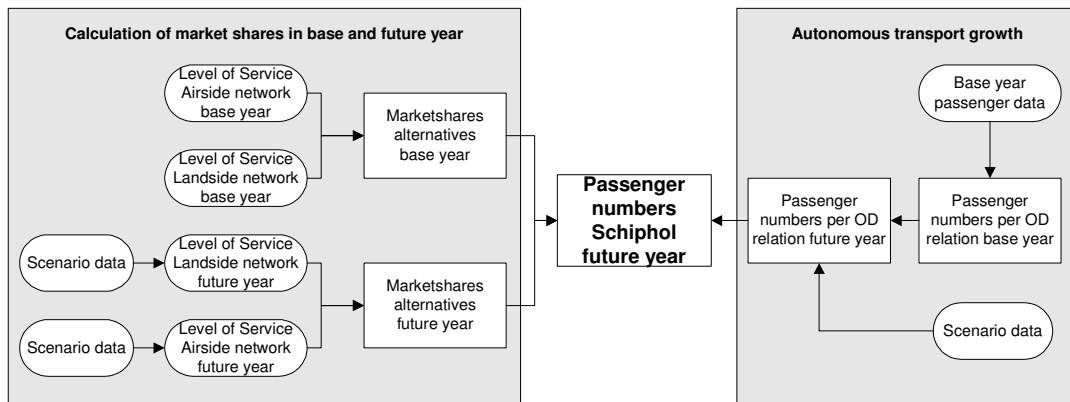 Calculation of market shares in base and future year
Level of Service
Airside network
base year
Level of Service
Landside network
base year
Marketshares
alternatives
base year
Scenario data
Level of Service
Landside network
future year
Scenario data
Level of Service
Airside network
future year
Marketshares
alternatives
future year
Passenger
numbers
Schiphol
future year
Autonomous transport growth
Base year
passenger data
Passenger
numbers per OD
relation future year
Passenger
numbers per OD
relation base year
Scenario data